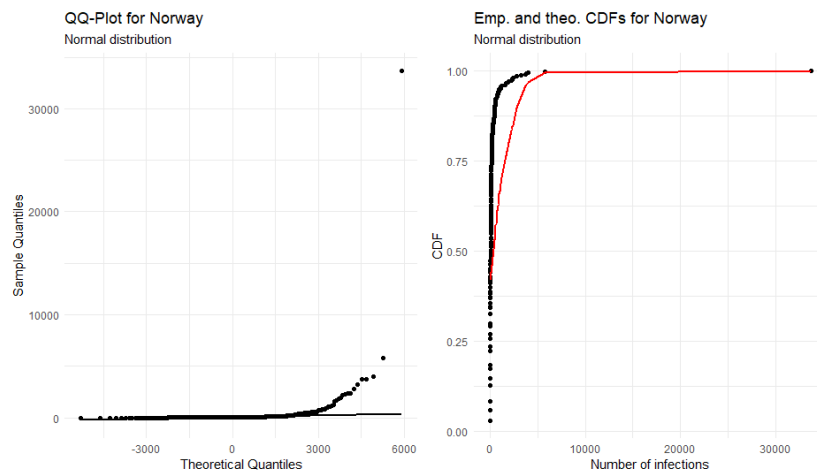 QQ-Plot for Norway
Normal distribution
30000
20000
10000
0
Sample Quantiles
-3000
0
3000
6000
Theoretical Quantiles
Emp. and theo. CDFs for Norway
Normal distribution
1.00
0.75
0.50
0.25
0.00
CDF
0
10000
20000
30000
Number of infections